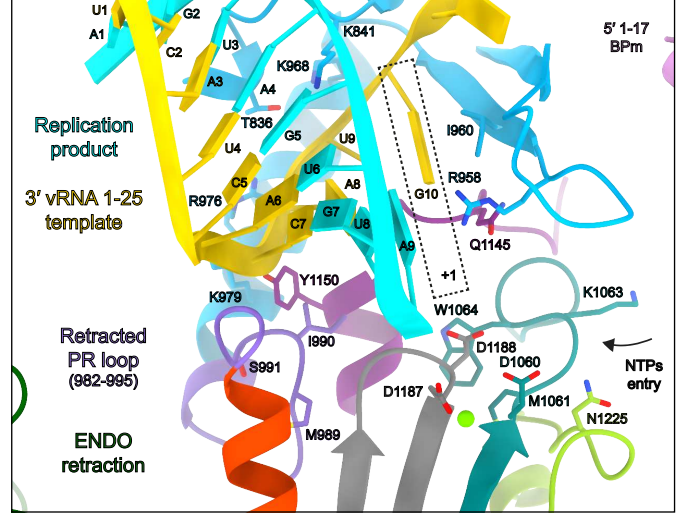 U1
G2
A1
C2
U3
K841
5′ 1-17
BPm
K968
A3
A4
T836
Replication
product
G5
U9
I960
U4
U6
C5
A8
R958
3′ vRNA 1-25
template
R976
A6
G10
G7
C7
U8
A9
Q1145
+1
Y1150
K979
W1064
K1063
Retracted
PR loop
(982-995)
I990
D1188
S991
D1060
NTPs
entry
D1187
M1061
N1225
M989
ENDO
retraction